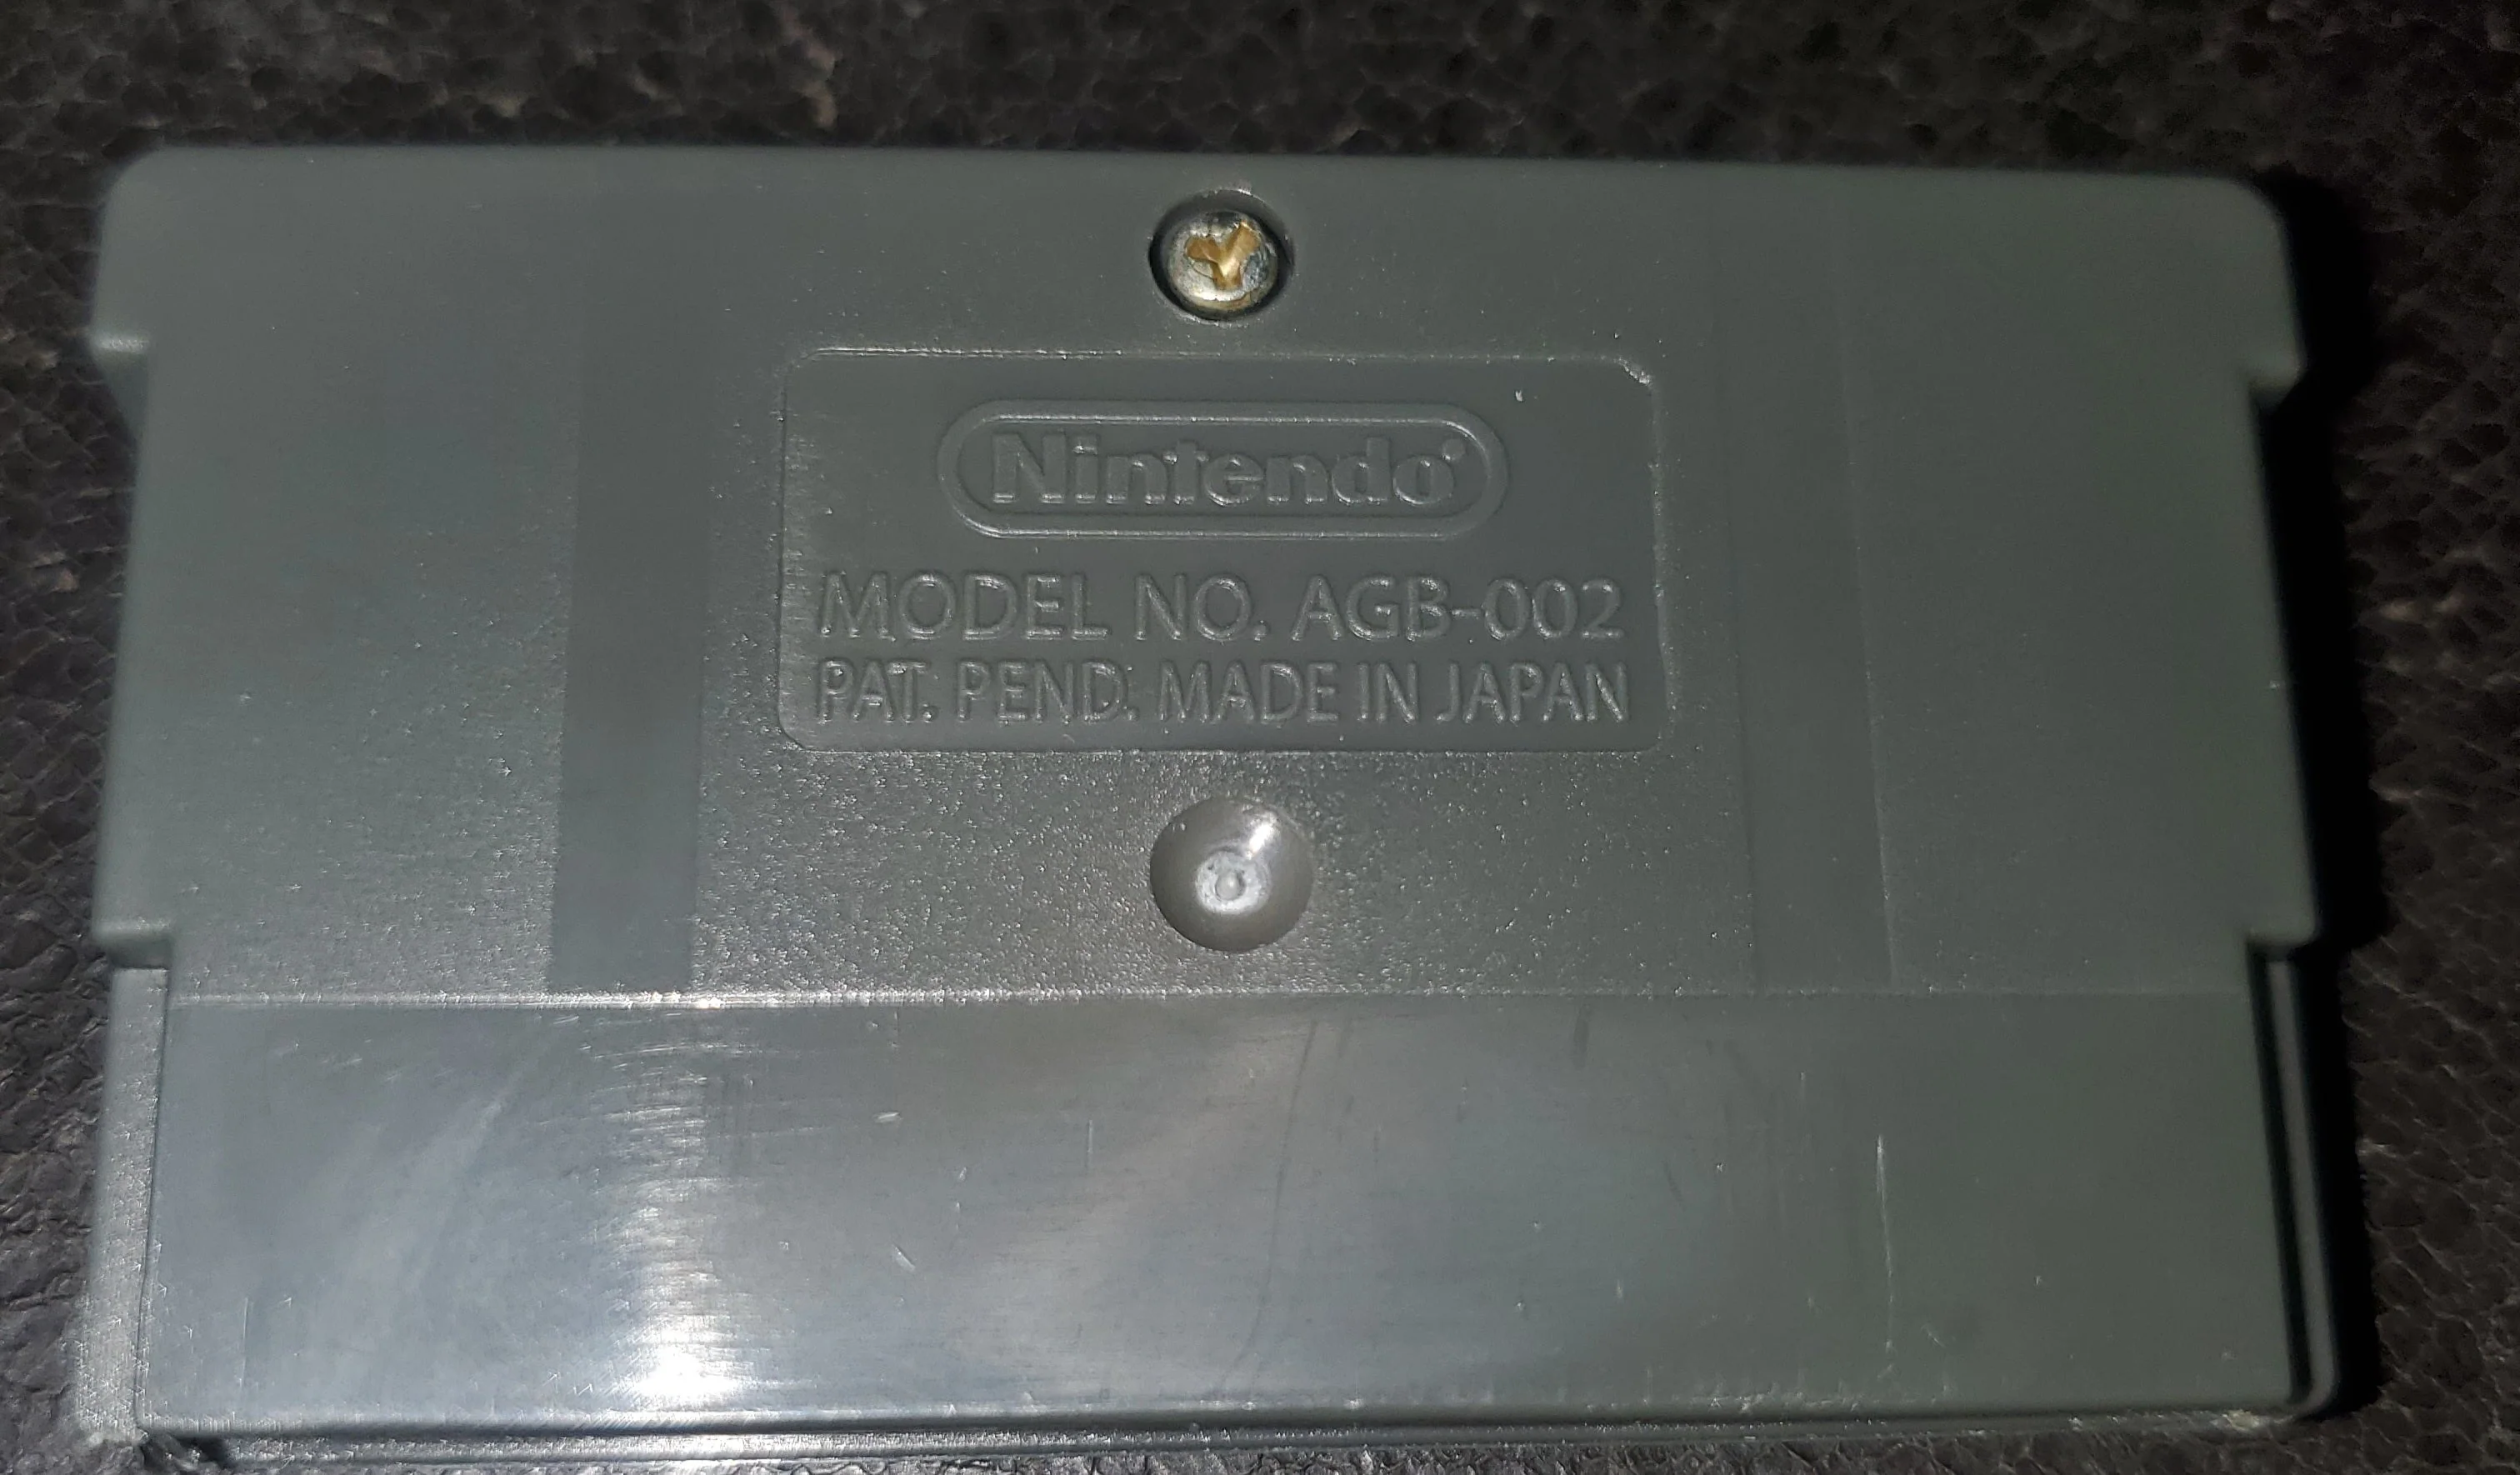 Nintendo
MODEL NO. AGB-002
PAT. PEND. MADE IN JAPAN